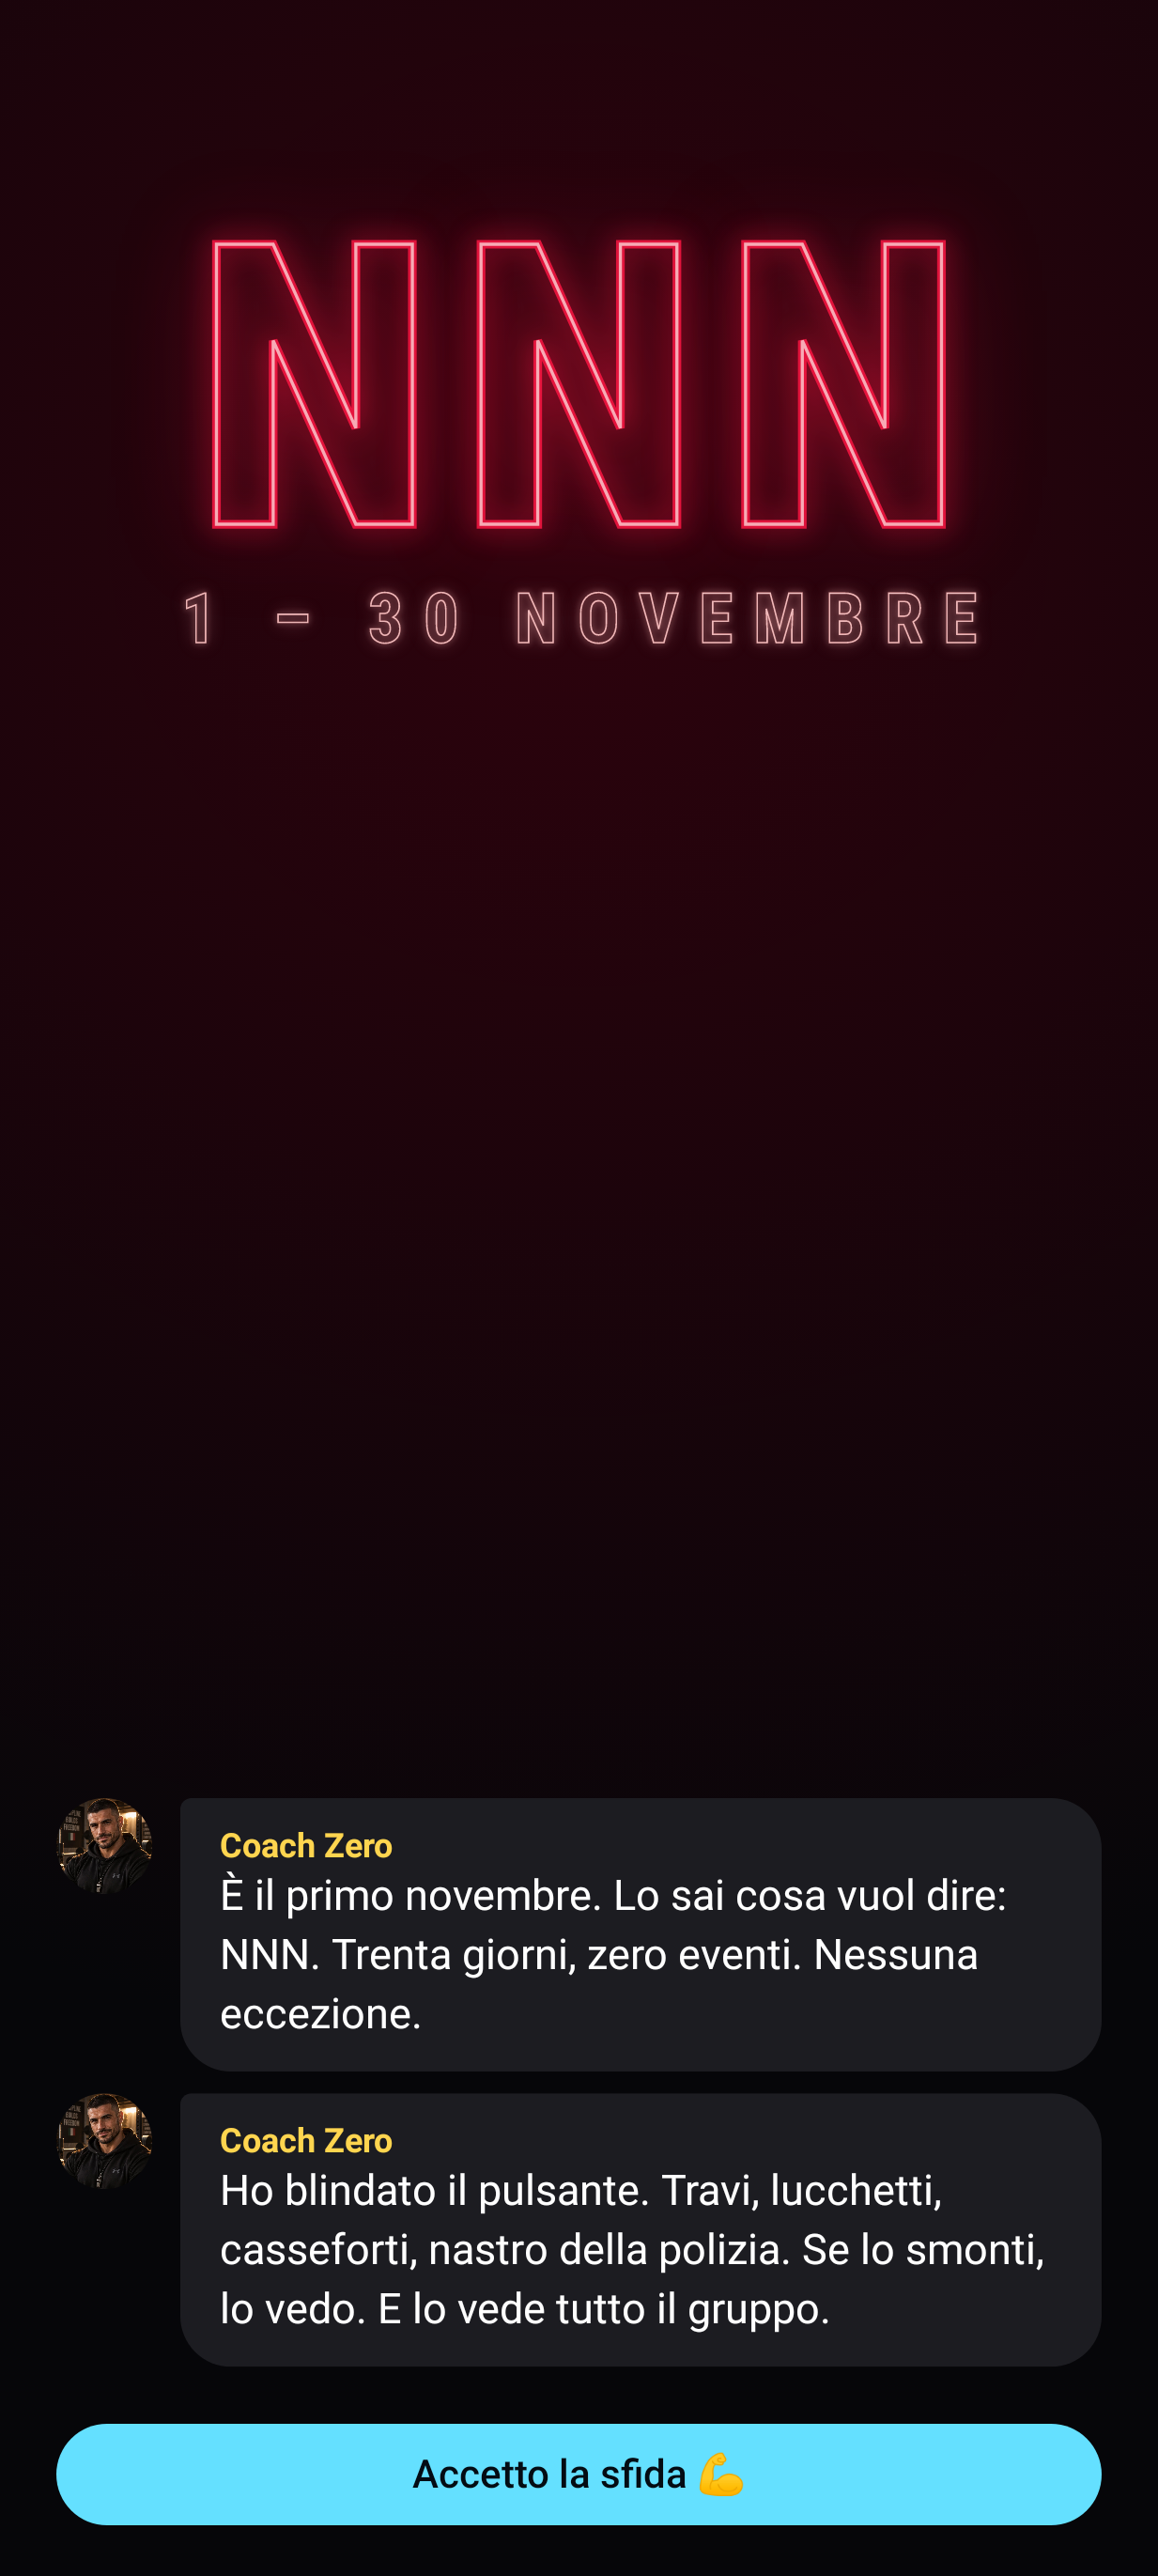 NNN
1 – 30 NOVEMBRE
Coach Zero
È il primo novembre. Lo sai cosa vuol dire:
NNN. Trenta giorni, zero eventi. Nessuna
eccezione.
Coach Zero
Ho blindato il pulsante. Travi, lucchetti,
casseforti, nastro della polizia. Se lo smonti,
lo vedo. E lo vede tutto il gruppo.
Accetto la sfida 💪